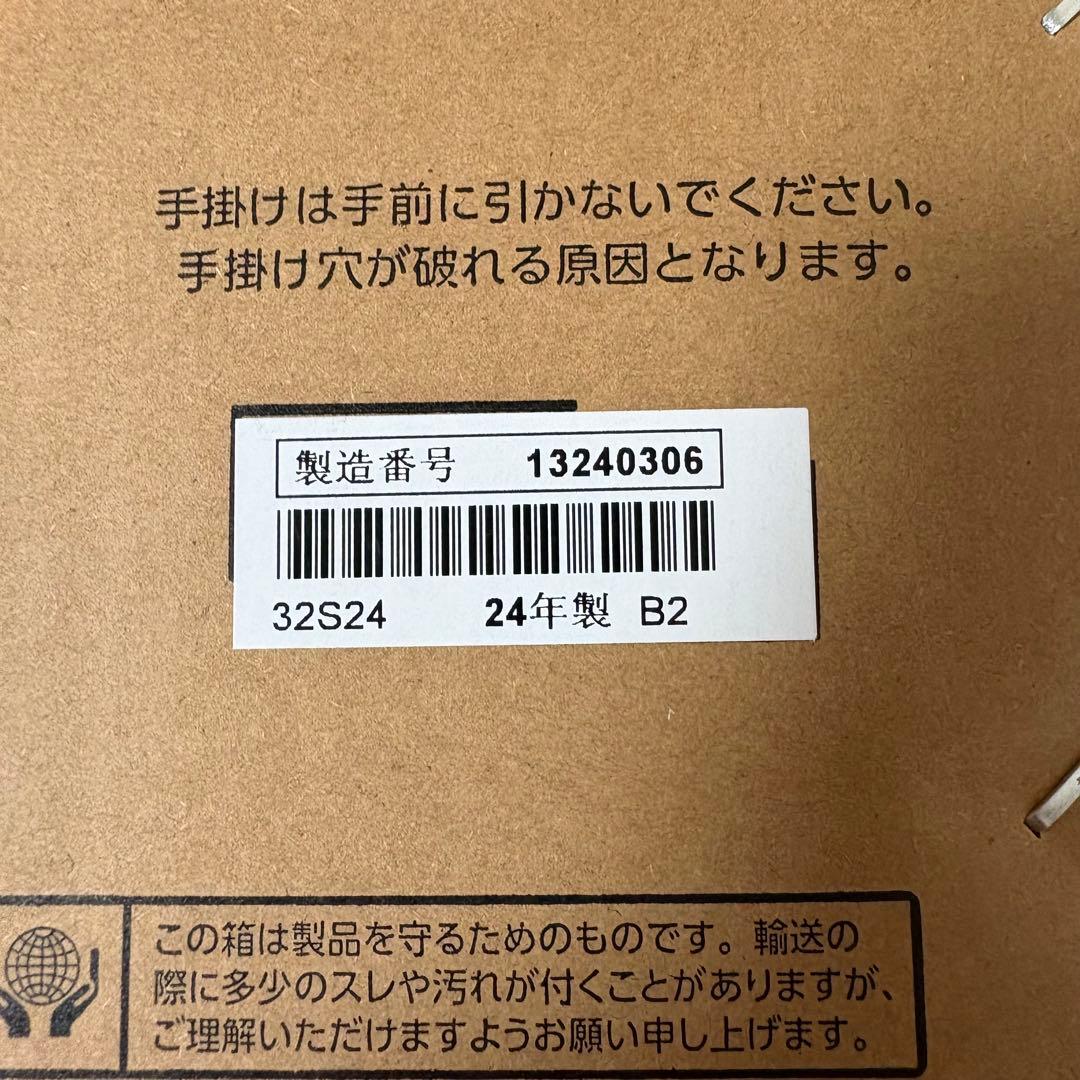 手掛けは手前に引かないでください。
手掛け穴が破れる原因となります。
製造番号 13240306
32S24 24年製 B2
この箱は製品を守るためのものです。輸送の
際に多少のスレや汚れが付くことがありますが、
ご理解いただけますようお願い申し上げます。